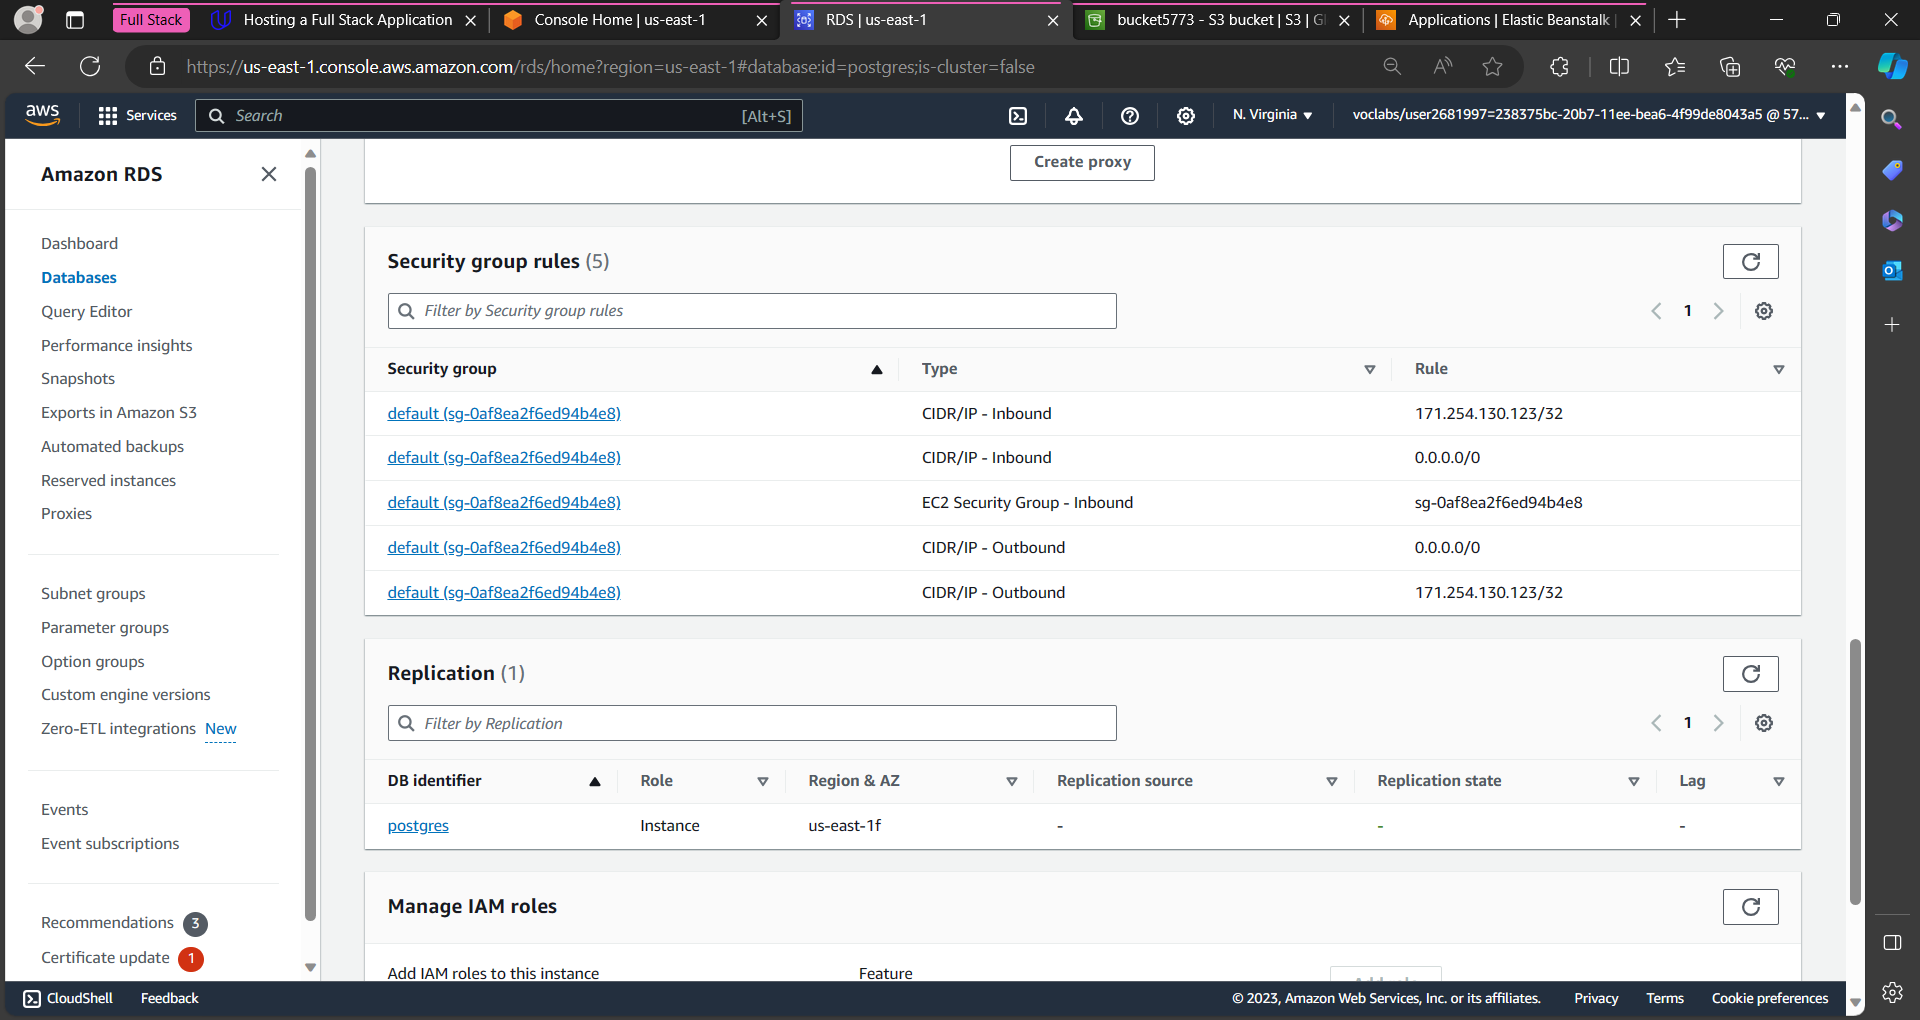 Full Stack
Hosting a Full Stack Application
Console Home | us-east-1
RDS | us-east-1
bucket5773 - S3 bucket | S3 | Gl
Applications | Elastic Beanstalk |
https://us-east-1.console.aws.amazon.com/rds/home?region=us-east-1#database:id=postgres;is-cluster=false
aws
Services
Search
[Alt+S]
N. Virginia
voclabs/user2681997=238375bc-20b7-11ee-bea6-4f99de8043a5 @ 57...
Amazon RDS
Dashboard
Databases
Query Editor
Performance insights
Snapshots
Exports in Amazon S3
Automated backups
Reserved instances
Proxies
Subnet groups
Parameter groups
Option groups
Custom engine versions
Zero-ETL integrations New
Events
Event subscriptions
Recommendations 3
Certificate update 1
Create proxy
Security group rules (5)
Filter by Security group rules
1
Security group Type Rule
default (sg-0af8ea2f6ed94b4e8) CIDR/IP - Inbound 171.254.130.123/32
default (sg-0af8ea2f6ed94b4e8) CIDR/IP - Inbound 0.0.0.0/0
default (sg-0af8ea2f6ed94b4e8) EC2 Security Group - Inbound sg-0af8ea2f6ed94b4e8
default (sg-0af8ea2f6ed94b4e8) CIDR/IP - Outbound 0.0.0.0/0
default (sg-0af8ea2f6ed94b4e8) CIDR/IP - Outbound 171.254.130.123/32
Replication (1)
Filter by Replication
1
DB identifier Role Region & AZ Replication source Replication state Lag
postgres Instance us-east-1f - - -
Manage IAM roles
Add IAM roles to this instance Feature
CloudShell
Feedback
© 2023, Amazon Web Services, Inc. or its affiliates.
Privacy
Terms
Cookie preferences